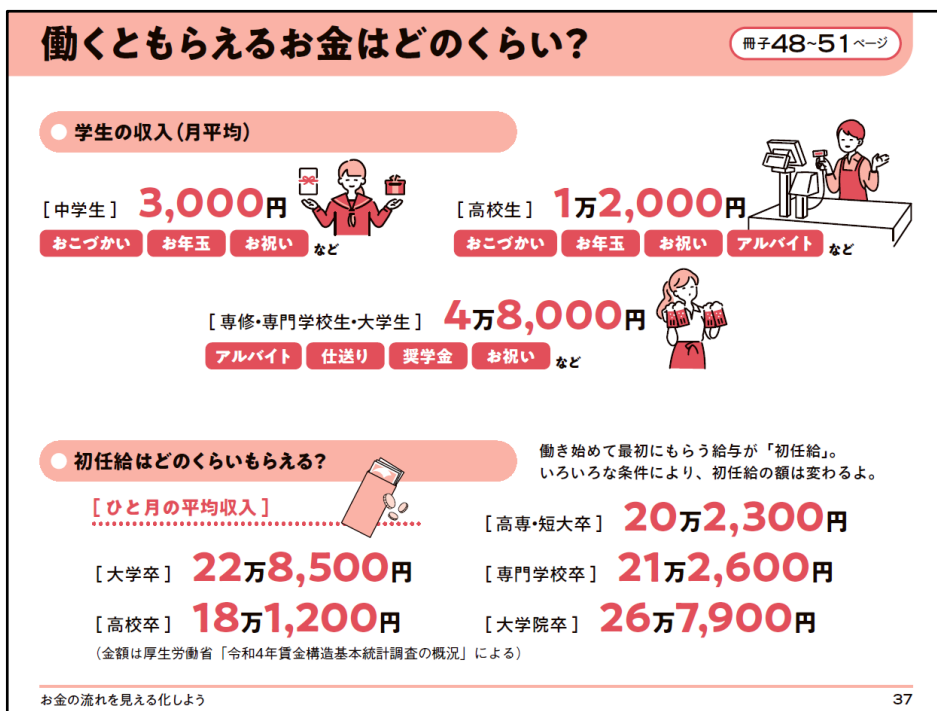 働くともらえるお金はどのくらい?
冊子48~51ページ
学生の収入(月平均)
[中学生] 3,000円
おこづかい お年玉 お祝い など
[高校生] 1万2,000円
おこづかい お年玉 お祝い アルバイト など
[専修・専門学校生・大学生] 4万8,000円
アルバイト 仕送り 奨学金 お祝い など
初任給はどのくらいもらえる?
働き始めて最初にもらう給与が「初任給」。
いろいろな条件により、初任給の額は変わるよ。
[ひと月の平均収入]
[大学卒] 22万8,500円
[高校卒] 18万1,200円
[高専・短大卒] 20万2,300円
[専門学校卒] 21万2,600円
[大学院卒] 26万7,900円
(金額は厚生労働省「令和4年賃金構造基本統計調査の概況」による)
お金の流れを見える化しよう
37